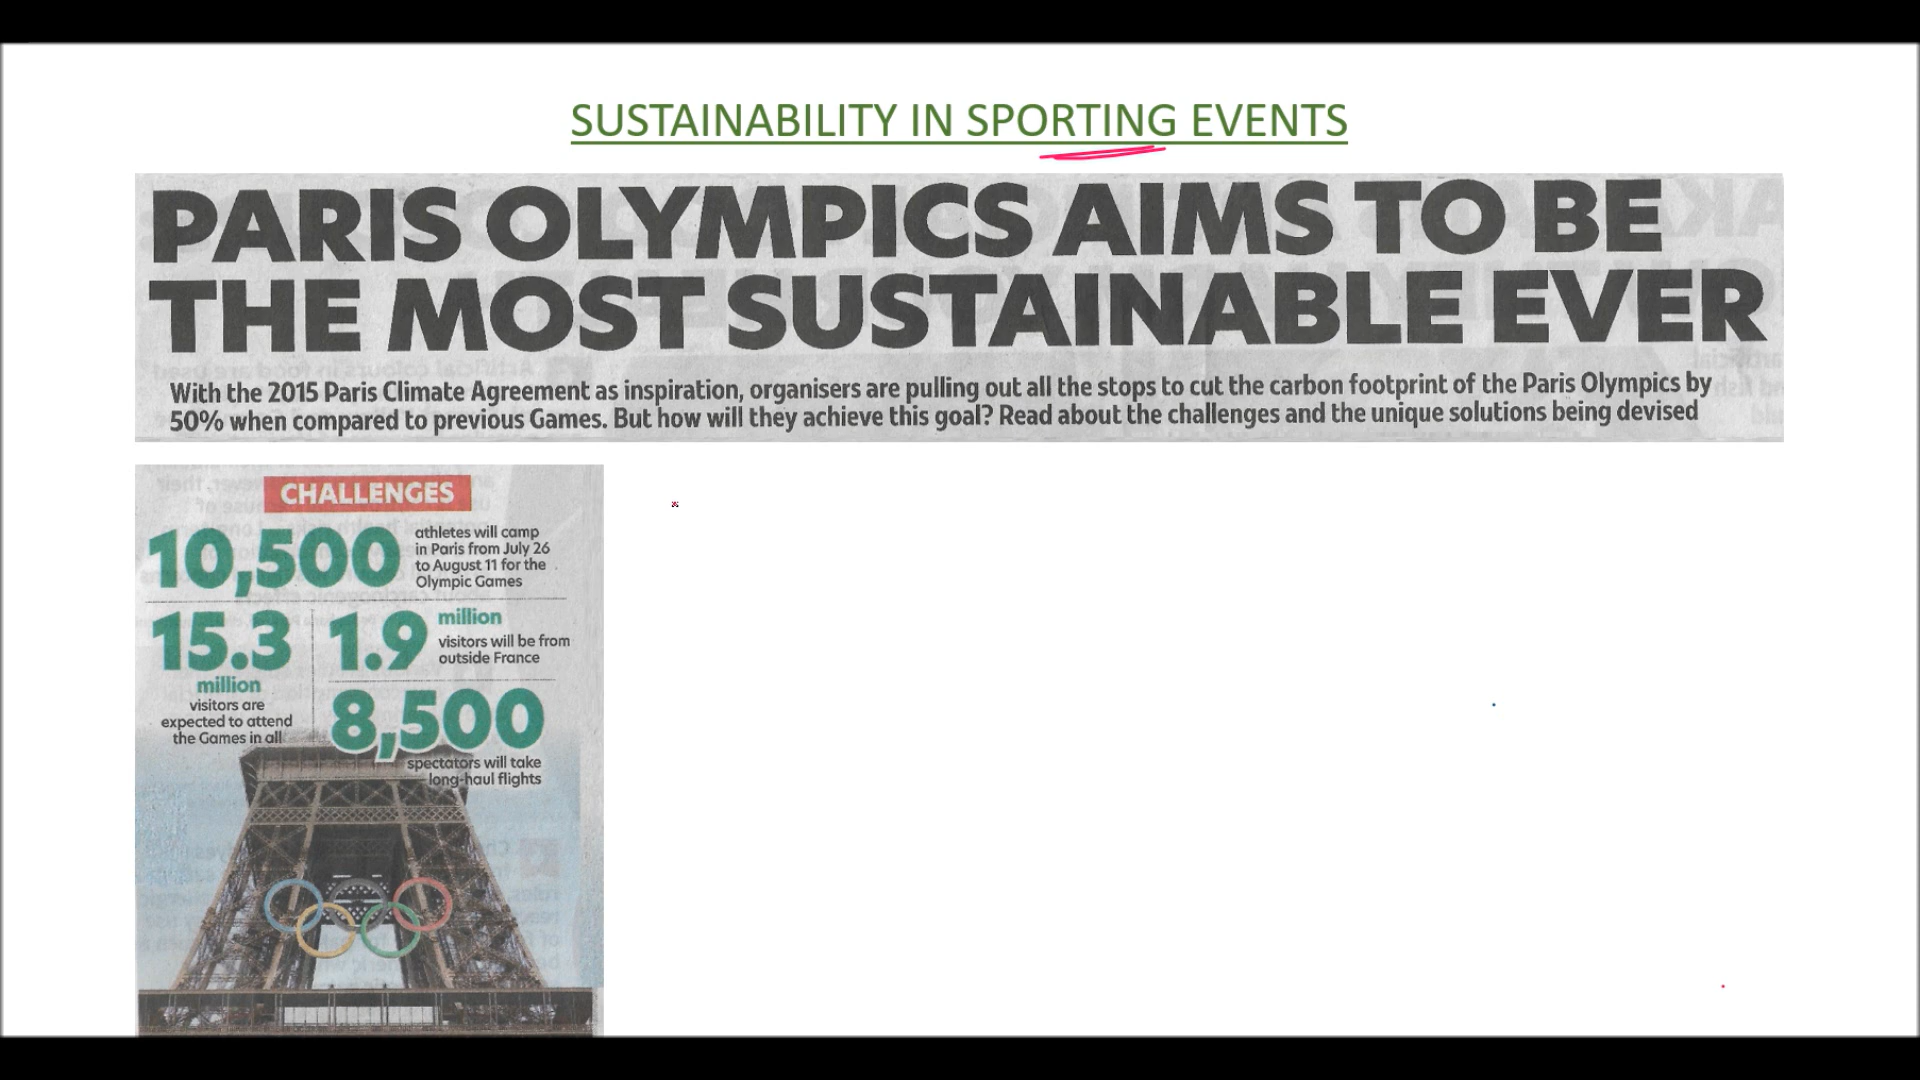 SUSTAINABILITY IN SPORTING EVENTS
PARIS OLYMPICS AIMS TO BE
THE MOST SUSTAINABLE EVER
With the 2015 Paris Climate Agreement as inspiration, organisers are pulling out all the stops to cut the carbon footprint of the Paris Olympics by
50% when compared to previous Games. But how will they achieve this goal? Read about the challenges and the unique solutions being devised
CHALLENGES
10,500
athletes will camp
in Paris from July 26
to August 11 for the
Olympic Games
15.3
million
visitors are
expected to attend
the Games in all
1.9
million
visitors will be from
outside France
8,500
spectators will take
long-haul flights